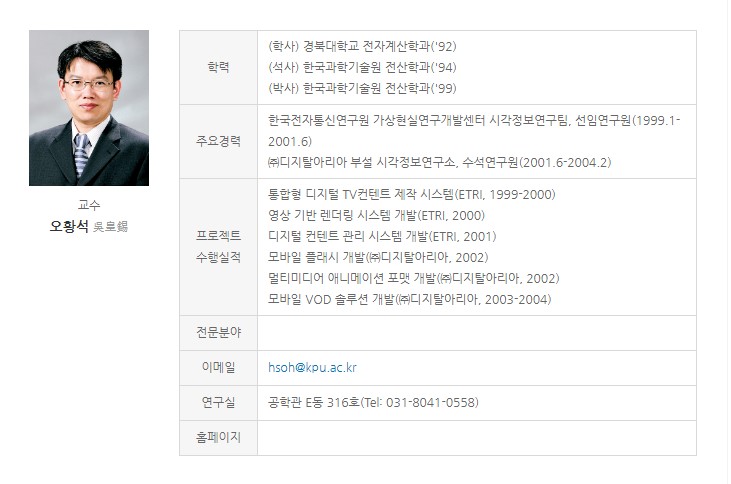 교수
오황석 吳皇錫
학력
(학사) 경북대학교 전자계산학과('92)
(석사) 한국과학기술원 전산학과('94)
(박사) 한국과학기술원 전산학과('99)
주요경력
한국전자통신연구원 가상현실연구개발센터 시각정보연구팀, 선임연구원(1999.1-
2001.6)
㈜디지탈아리아 부설 시각정보연구소, 수석연구원(2001.6-2004.2)
프로젝트
수행실적
통합형 디지털 TV컨텐트 제작 시스템(ETRI, 1999-2000)
영상 기반 렌더링 시스템 개발(ETRI, 2000)
디지털 컨텐트 관리 시스템 개발(ETRI, 2001)
모바일 플래시 개발(㈜디지탈아리아, 2002)
멀티미디어 애니메이션 포맷 개발(㈜디지탈아리아, 2002)
모바일 VOD 솔루션 개발(㈜디지탈아리아, 2003-2004)
전문분야
이메일
hsoh@kpu.ac.kr
연구실
공학관 E동 316호(Tel: 031-8041-0558)
홈페이지